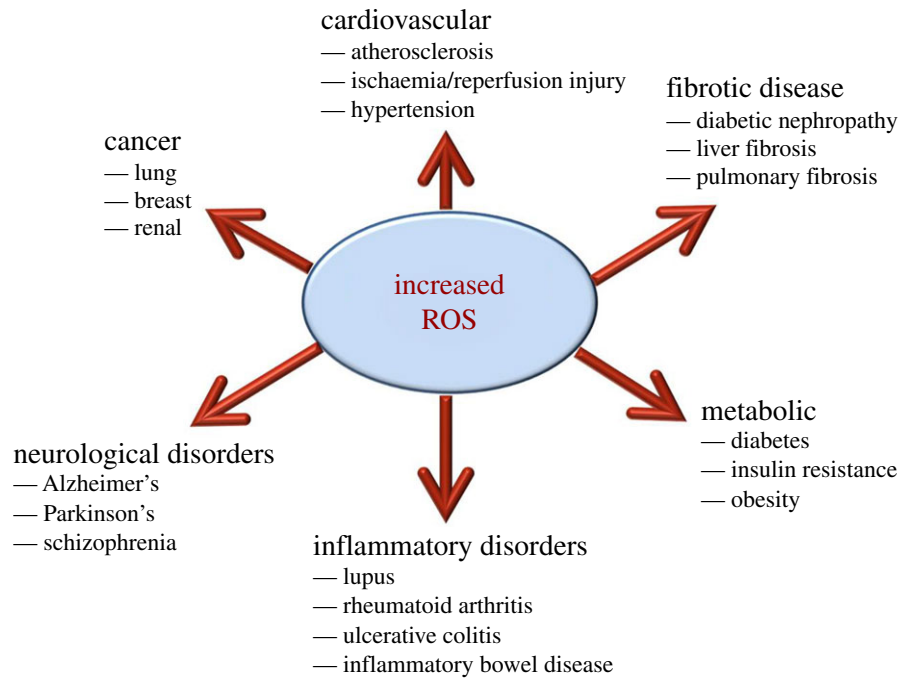 cardiovascular
— atherosclerosis
— ischaemia/reperfusion injury
— hypertension
fibrotic disease
— diabetic nephropathy
— liver fibrosis
— pulmonary fibrosis
cancer
— lung
— breast
— renal
increased
ROS
metabolic
— diabetes
— insulin resistance
— obesity
neurological disorders
— Alzheimer’s
— Parkinson’s
— schizophrenia
inflammatory disorders
— lupus
— rheumatoid arthritis
— ulcerative colitis
— inflammatory bowel disease